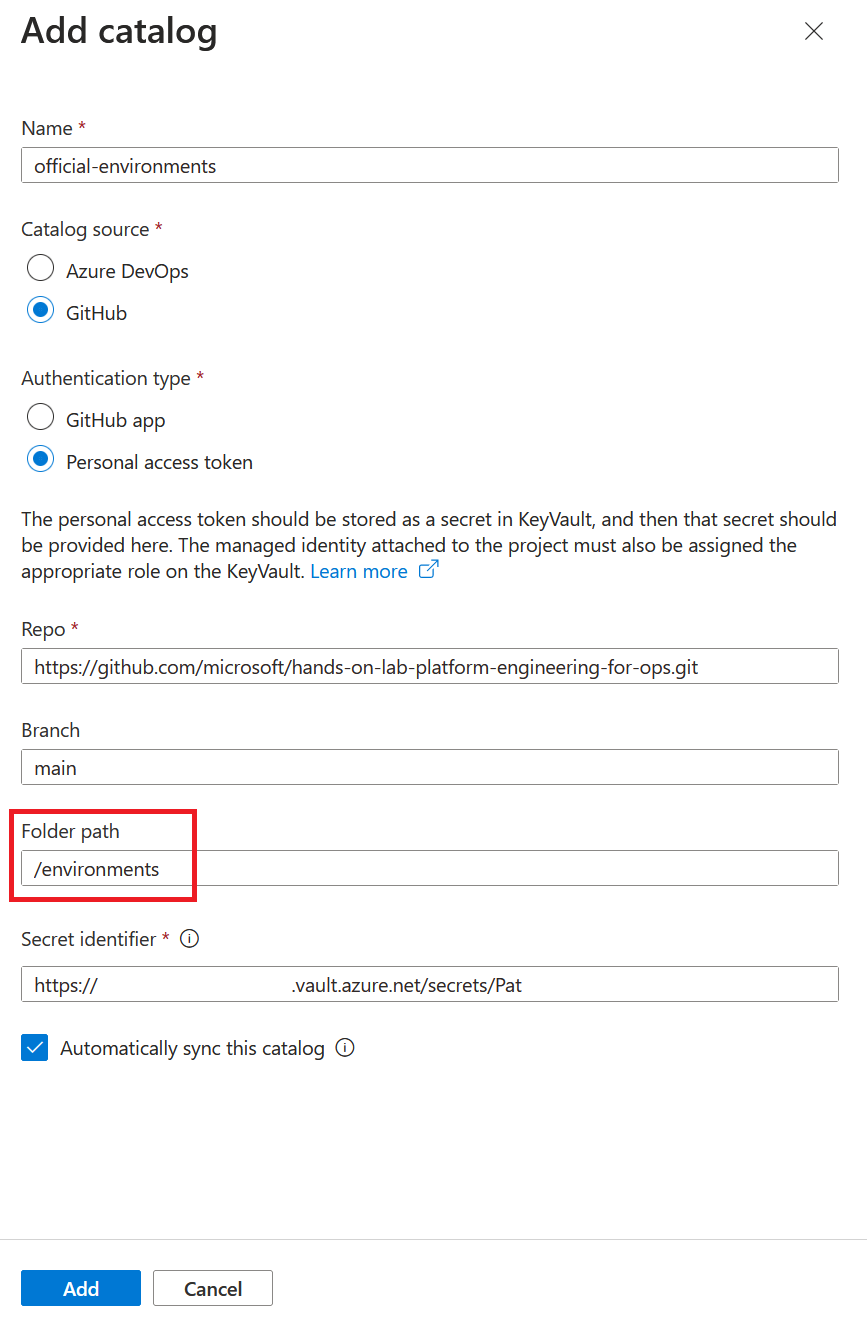 Add catalog
Name *
official-environments
Catalog source *
Azure DevOps
GitHub
Authentication type *
GitHub app
Personal access token
The personal access token should be stored as a secret in KeyVault, and then that secret should
be provided here. The managed identity attached to the project must also be assigned the
appropriate role on the KeyVault. Learn more
Repo *
https://github.com/microsoft/hands-on-lab-platform-engineering-for-ops.git
Branch
main
Folder path
/environments
Secret identifier *
https:// .vault.azure.net/secrets/Pat
Automatically sync this catalog
Add
Cancel